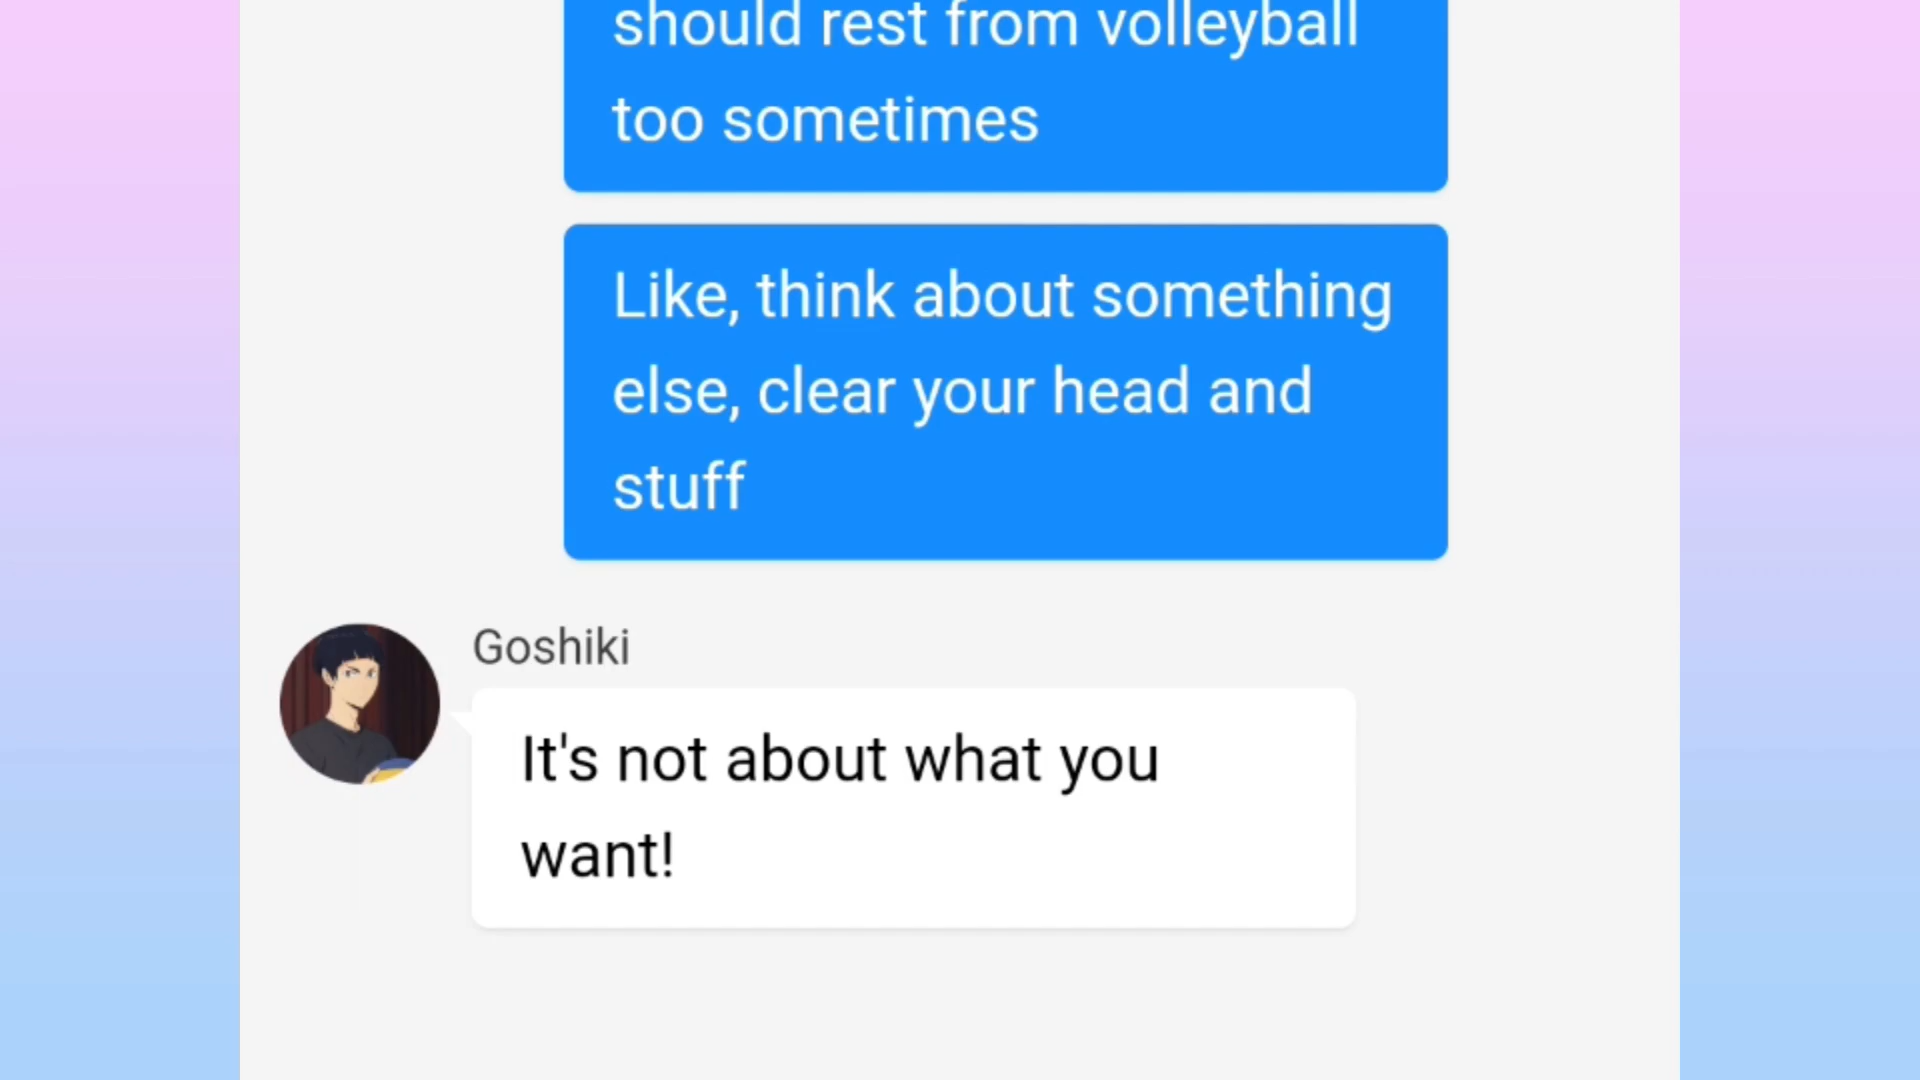 should rest from volleyball
too sometimes
Like, think about something
else, clear your head and
stuff
Goshiki
It's not about what you
want!